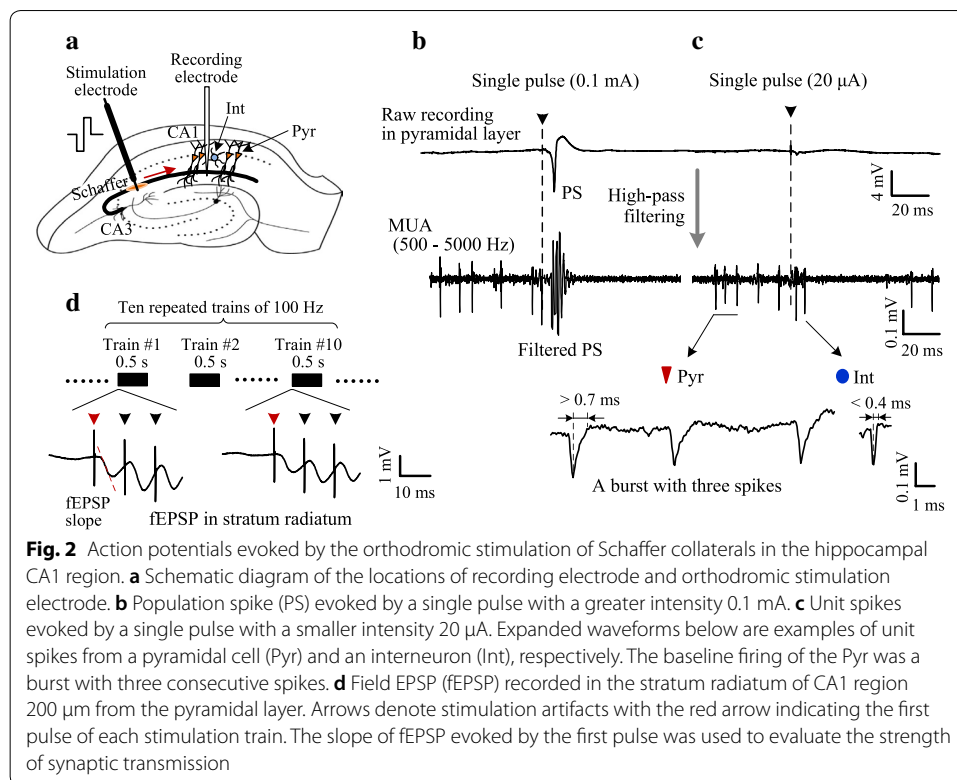 a
Stimulation
electrode
Recording
electrode
Int
CA1
Pyr
Schaffer
CA3
b
c
Single pulse (0.1 mA)
Single pulse (20 μA)
Raw recording
in pyramidal layer
PS
4 mV
20 ms
High-pass
filtering
MUA
(500 - 5000 Hz)
Filtered PS
0.1 mV
20 ms
Pyr
Int
> 0.7 ms
< 0.4 ms
A burst with three spikes
0.1 mV
1 ms
d
Ten repeated trains of 100 Hz
Train #1
0.5 s
Train #2
0.5 s
Train #10
0.5 s
fEPSP
slope
fEPSP in stratum radiatum
1 mV
10 ms
Fig. 2 Action potentials evoked by the orthodromic stimulation of Schaffer collaterals in the hippocampal
CA1 region. a Schematic diagram of the locations of recording electrode and orthodromic stimulation
electrode. b Population spike (PS) evoked by a single pulse with a greater intensity 0.1 mA. c Unit spikes
evoked by a single pulse with a smaller intensity 20 μA. Expanded waveforms below are examples of unit
spikes from a pyramidal cell (Pyr) and an interneuron (Int), respectively. The baseline firing of the Pyr was a
burst with three consecutive spikes. d Field EPSP (fEPSP) recorded in the stratum radiatum of CA1 region
200 μm from the pyramidal layer. Arrows denote stimulation artifacts with the red arrow indicating the first
pulse of each stimulation train. The slope of fEPSP evoked by the first pulse was used to evaluate the strength
of synaptic transmission